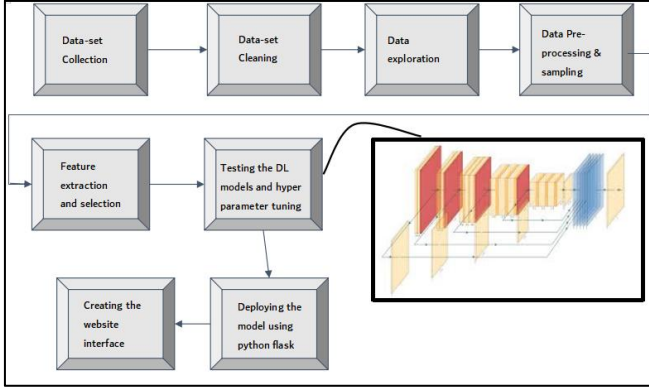 Data-set
Collection
Data-set
Cleaning
Data
exploration
Data Pre-
processing &
sampling
Feature
extraction
and selection
Testing the DL
models and hyper
parameter tuning
Creating the
website
interface
Deploying the
model using
python flask